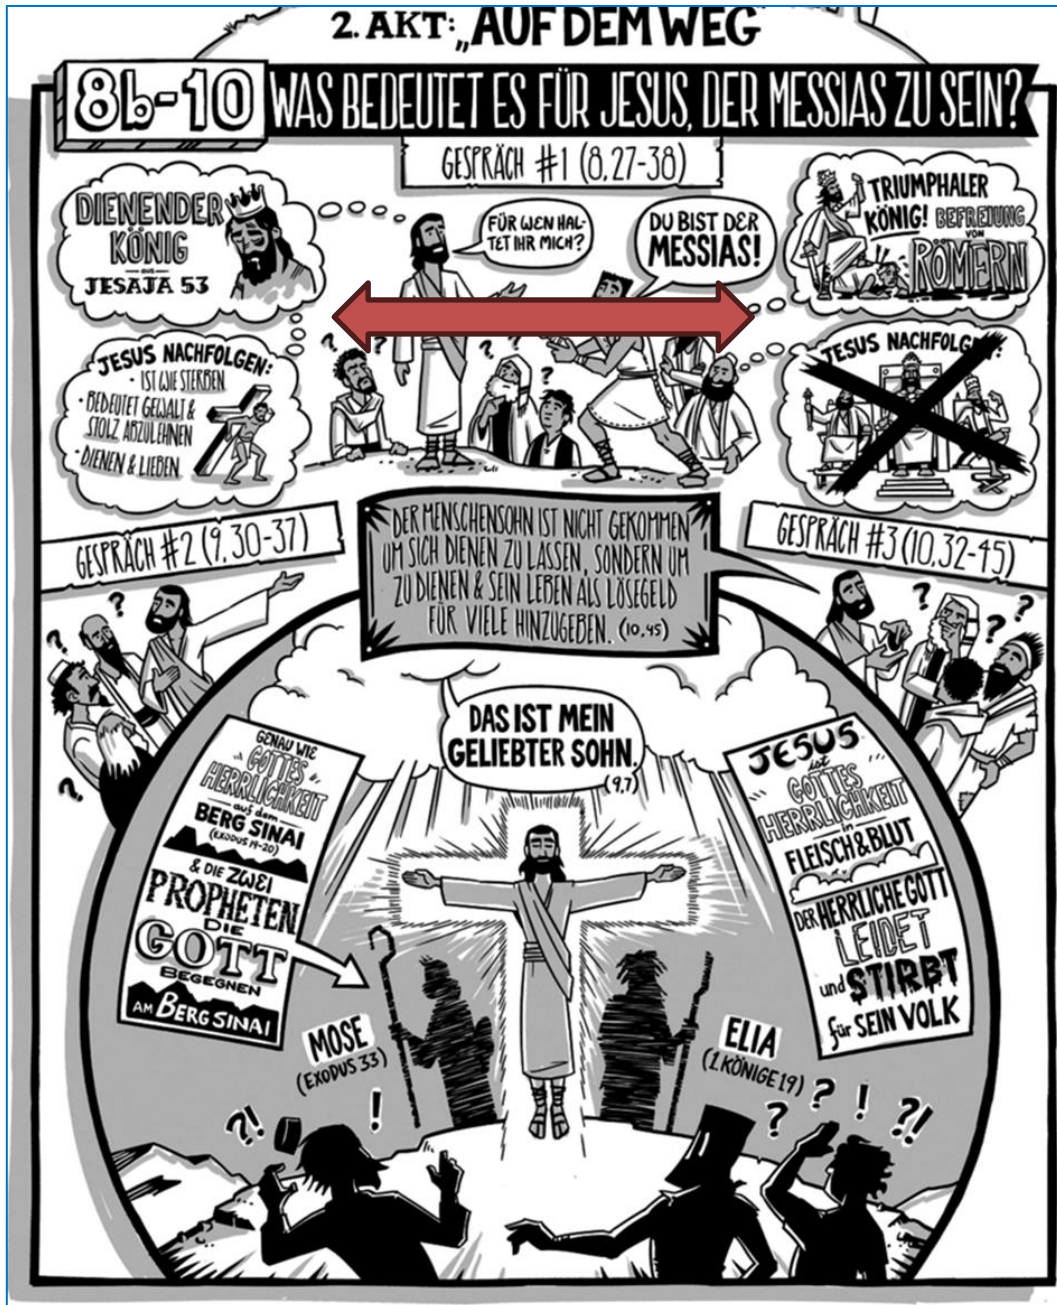 2. AKT: „AUF DEM WEG"
8b-10 WAS BEDEUTET ES FÜR JESUS, DER MESSIAS ZU SEIN?
GESPRÄCH #1 (8,27-38)
DIENENDER
KÖNIG
aus
JESAJA 53
FÜR WEN HAL-
TET IHR MICH?
DU BIST DER
MESSIAS!
TRIUMPHALER
KÖNIG! BEFREIUNG
VON
RÖMERN
JESUS NACHFOLGEN:
· IST WIE STERBEN
· BEDEUTET GEWALT &
STOLZ ABZULEHNEN
· DIENEN & LIEBEN
? ? ? ? ?
JESUS NACHFOLGEN:
GESPRÄCH #2 (9,30-37)
DER MENSCHENSOHN IST NICHT GEKOMMEN
UM SICH DIENEN ZU LASSEN, SONDERN UM
ZU DIENEN & SEIN LEBEN ALS LÖSEGELD
FÜR VIELE HINZUGEBEN. (10,45)
GESPRÄCH #3 (10,32-45)
? ? ?
? ? ?
DAS IST MEIN
GELIEBTER SOHN.
(9,7)
GENAU WIE
GOTTES
HERRLICHKEIT
auf dem
BERG SINAI
(EXODUS 19-20)
& DIE ZWEI
PROPHETEN
DIE
GOTT
BEGEGNEN
AM BERG SINAI
JESUS
ist
GOTTES
HERRLICHKEIT
in
FLEISCH & BLUT
DER HERRLICHE GOTT
LEIDET
und STIRBT
für SEIN VOLK
MOSE
(EXODUS 33)
ELIA
(1. KÖNIGE 19)
?! ! ? ? ! ?!